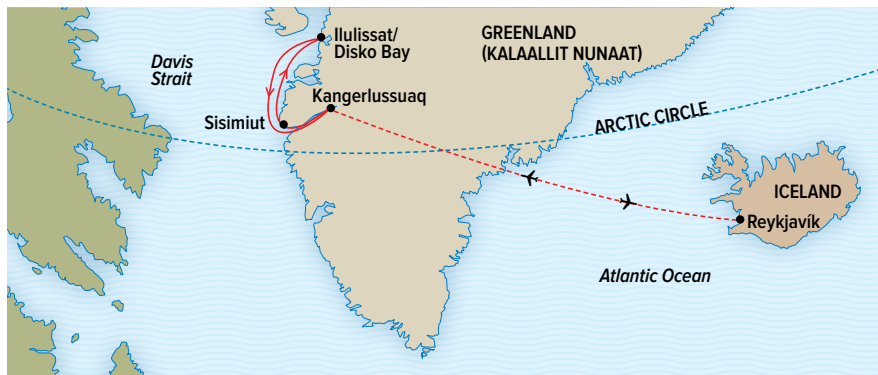 Ilulissat/
Disko Bay
GREENLAND
(KALAALLIT NUNAAT)
Davis
Strait
Kangerlussuaq
Sisimiut
ARCTIC CIRCLE
ICELAND
Reykjavík
Atlantic Ocean